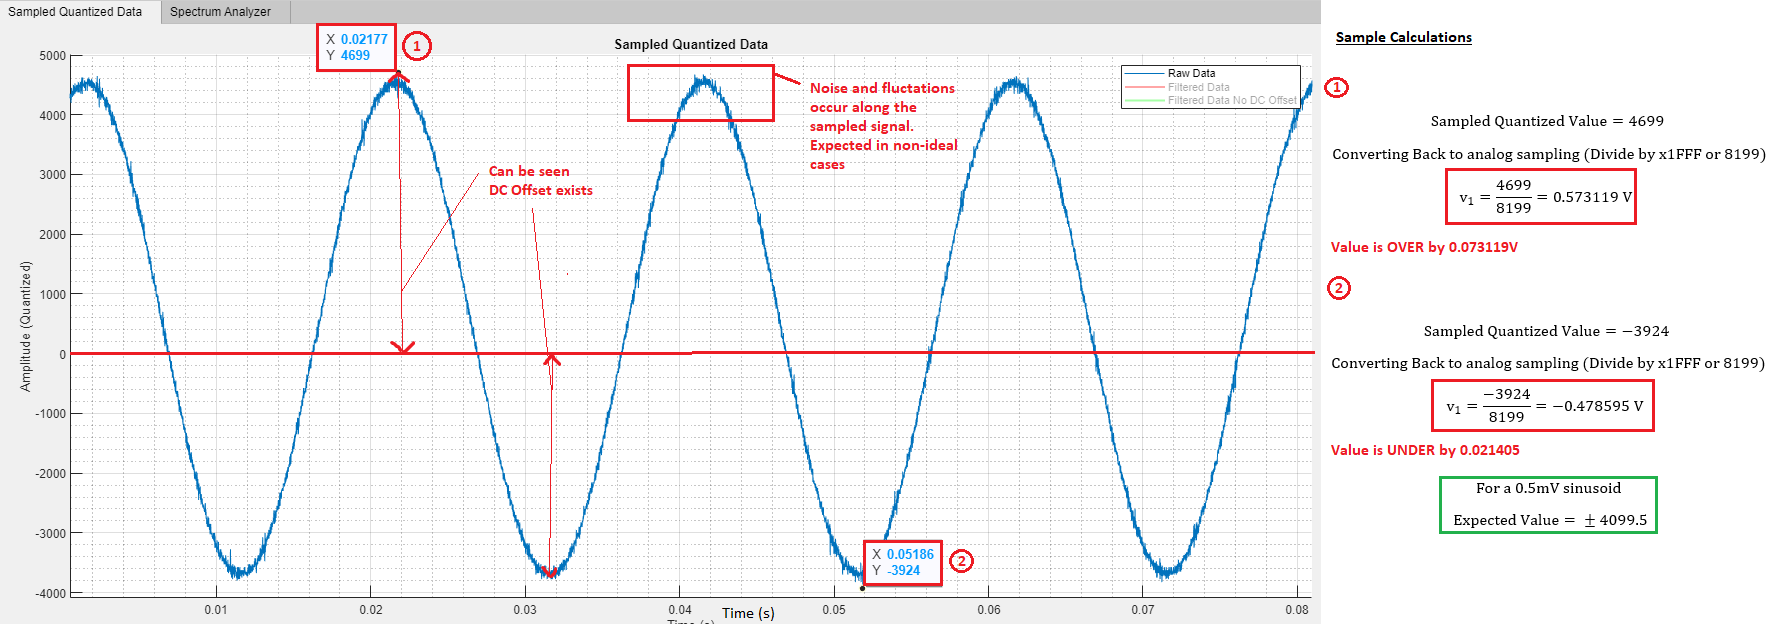 Sampled Quantized Data
Spectrum Analyzer
Sampled Quantized Data
X 0.02177
Y 4699
1
Raw Data
Filtered Data
Filtered Data No DC Offset
Noise and fluctations
occur along the
sampled signal.
Expected in non-ideal
cases
Can be seen
DC Offset exists
Amplitude (Quantized)
5000
4000
3000
2000
1000
0
-1000
-2000
-3000
-4000
X 0.05186
Y -3924
2
0.01
0.02
0.03
0.04
0.05
0.06
0.07
0.08
Time (s)
Time (s)
Sample Calculations
1
Sampled Quantized Value = 4699
Converting Back to analog sampling (Divide by x1FFF or 8199)
v₁ = 4699/8199 = 0.573119 V
Value is OVER by 0.073119V
2
Sampled Quantized Value = −3924
Converting Back to analog sampling (Divide by x1FFF or 8199)
v₁ = −3924/8199 = −0.478595 V
Value is UNDER by 0.021405
For a 0.5mV sinusoid
Expected Value = ± 4099.5